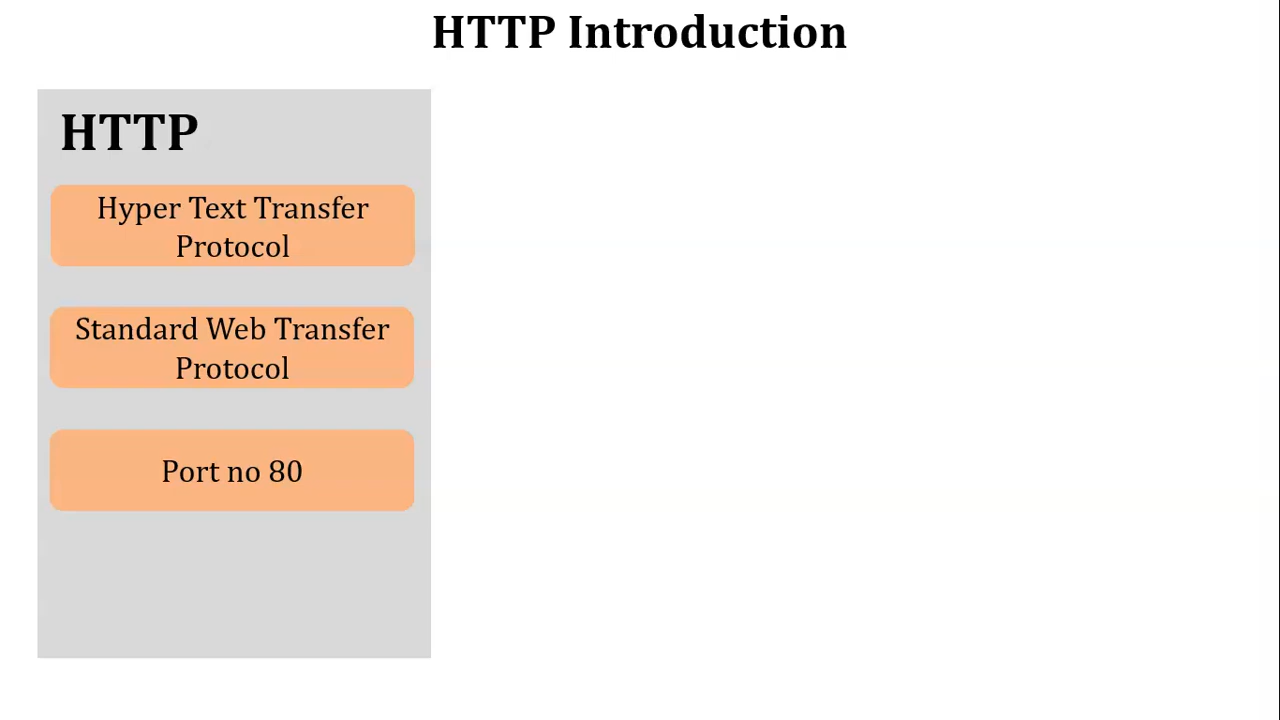 HTTP Introduction
HTTP
Hyper Text Transfer
Protocol
Standard Web Transfer
Protocol
Port no 80